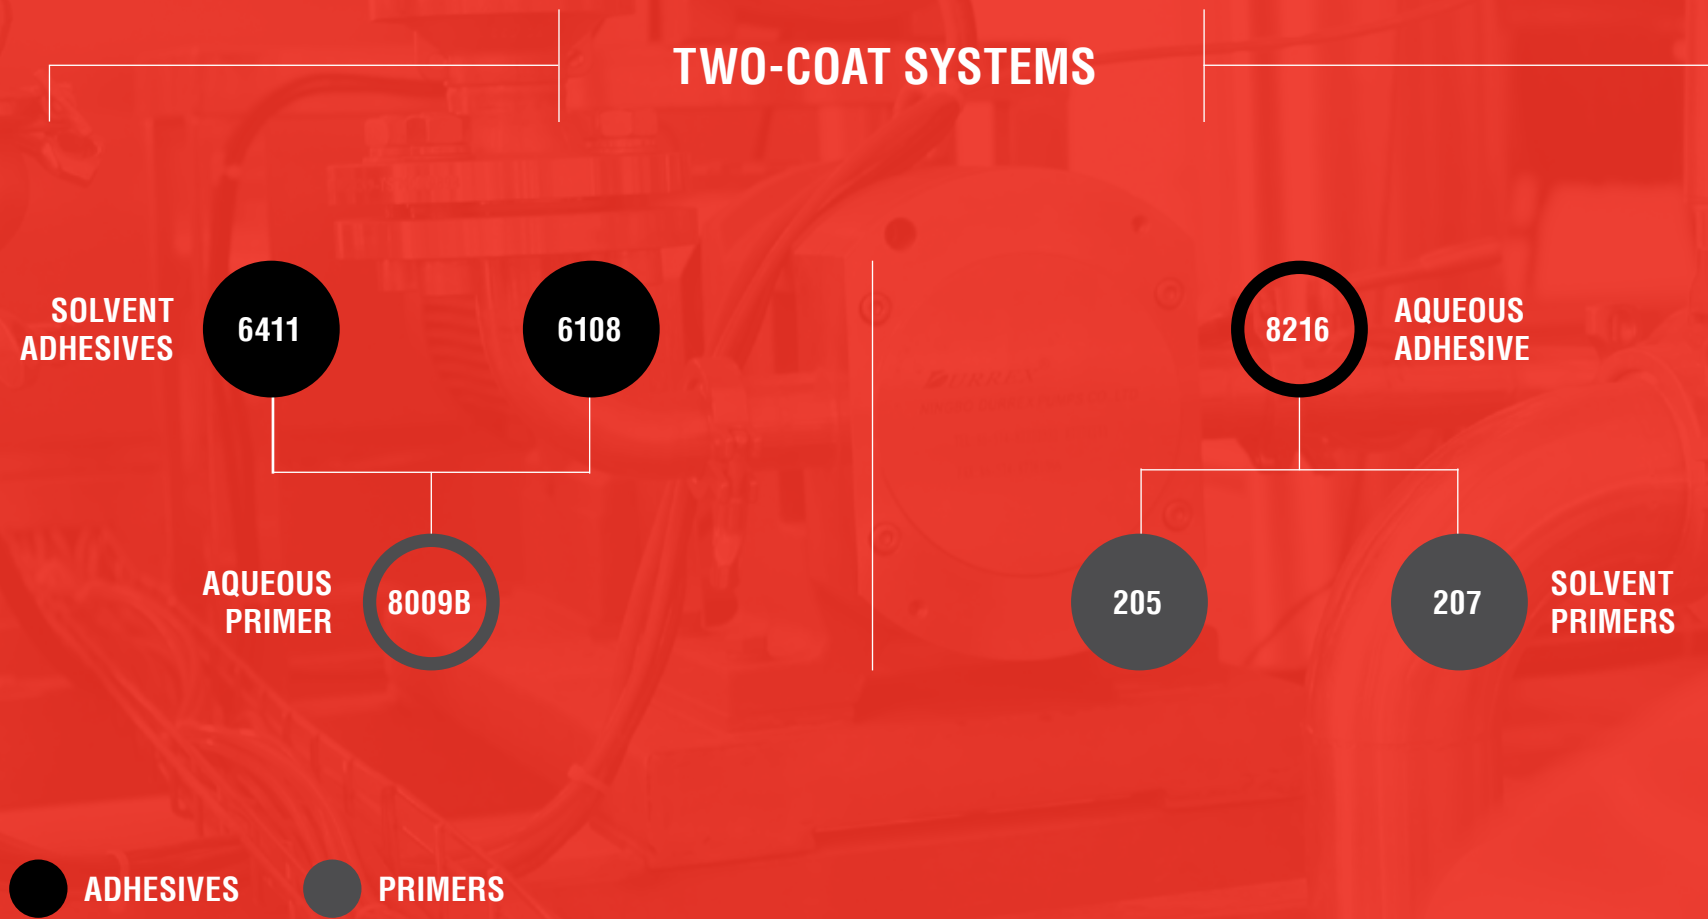 TWO-COAT SYSTEMS
SOLVENT
ADHESIVES
6411
6108
8216
AQUEOUS
ADHESIVE
AQUEOUS
PRIMER
8009B
205
207
SOLVENT
PRIMERS
ADHESIVES
PRIMERS